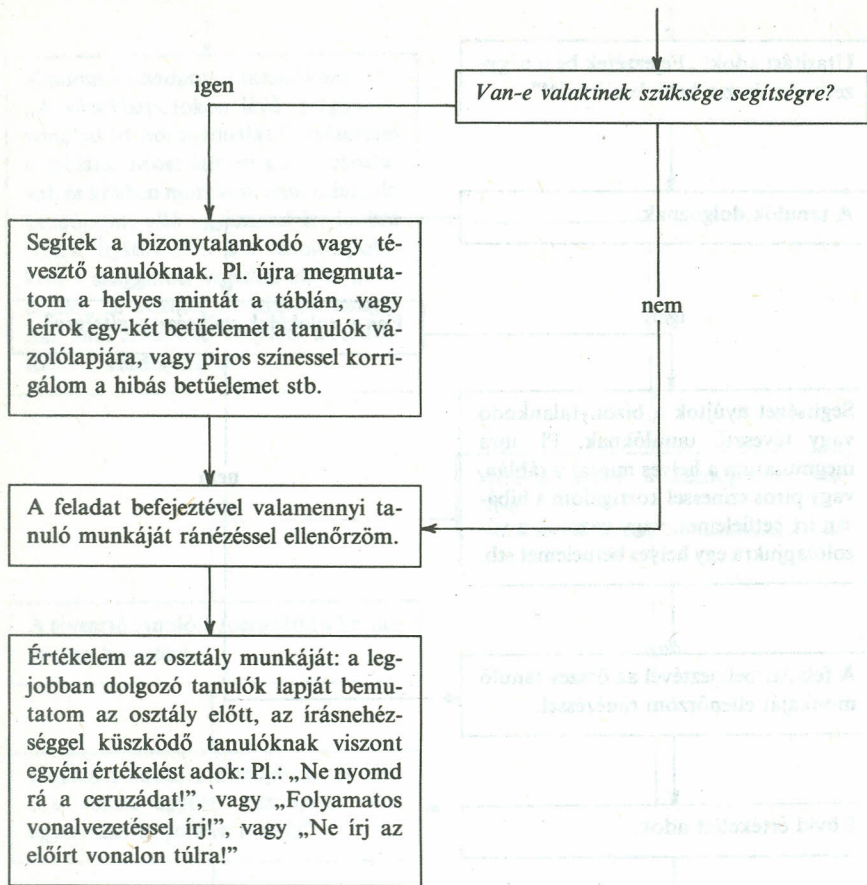 igen
Van-e valakinek szüksége segítségre?
Segítek a bizonytalankodó vagy té-
vesztő tanulóknak. Pl. újra megmuta-
tom a helyes mintát a táblán, vagy
leírok egy-két betűelemet a tanulók vá-
zolólapjára, vagy piros színessel korri-
gálom a hibás betűelemet stb.
nem
A feladat befejeztével valamennyi ta-
nuló munkáját ránézéssel ellenőrzöm.
Értékelem az osztály munkáját: a leg-
jobban dolgozó tanulók lapját bemu-
tatom az osztály előtt, az írásnehéz-
séggel küszködő tanulóknak viszont
egyéni értékelést adok: Pl.: „Ne nyomd
rá a ceruzádat!”, vagy „Folyamatos
vonalvezetéssel írj!”, vagy „Ne írj az
előírt vonalon túlra!”